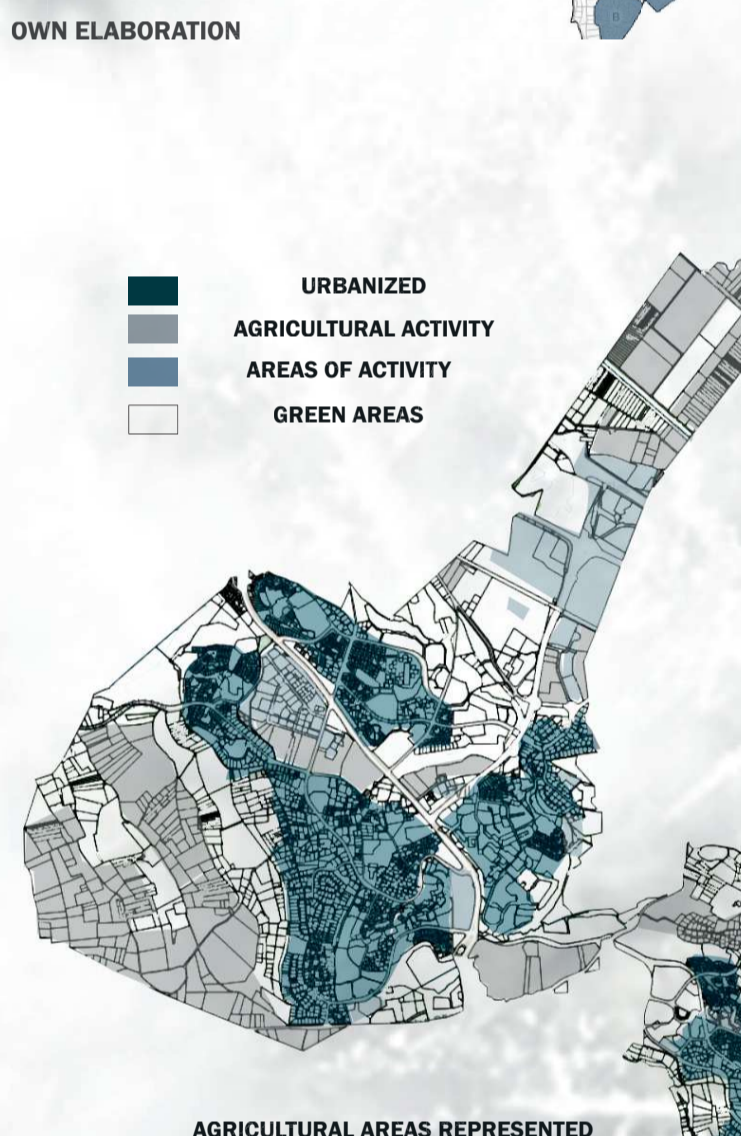 B
OWN ELABORATION
URBANIZED
AGRICULTURAL ACTIVITY
AREAS OF ACTIVITY
GREEN AREAS
AGRICULTURAL AREAS REPRESENTED